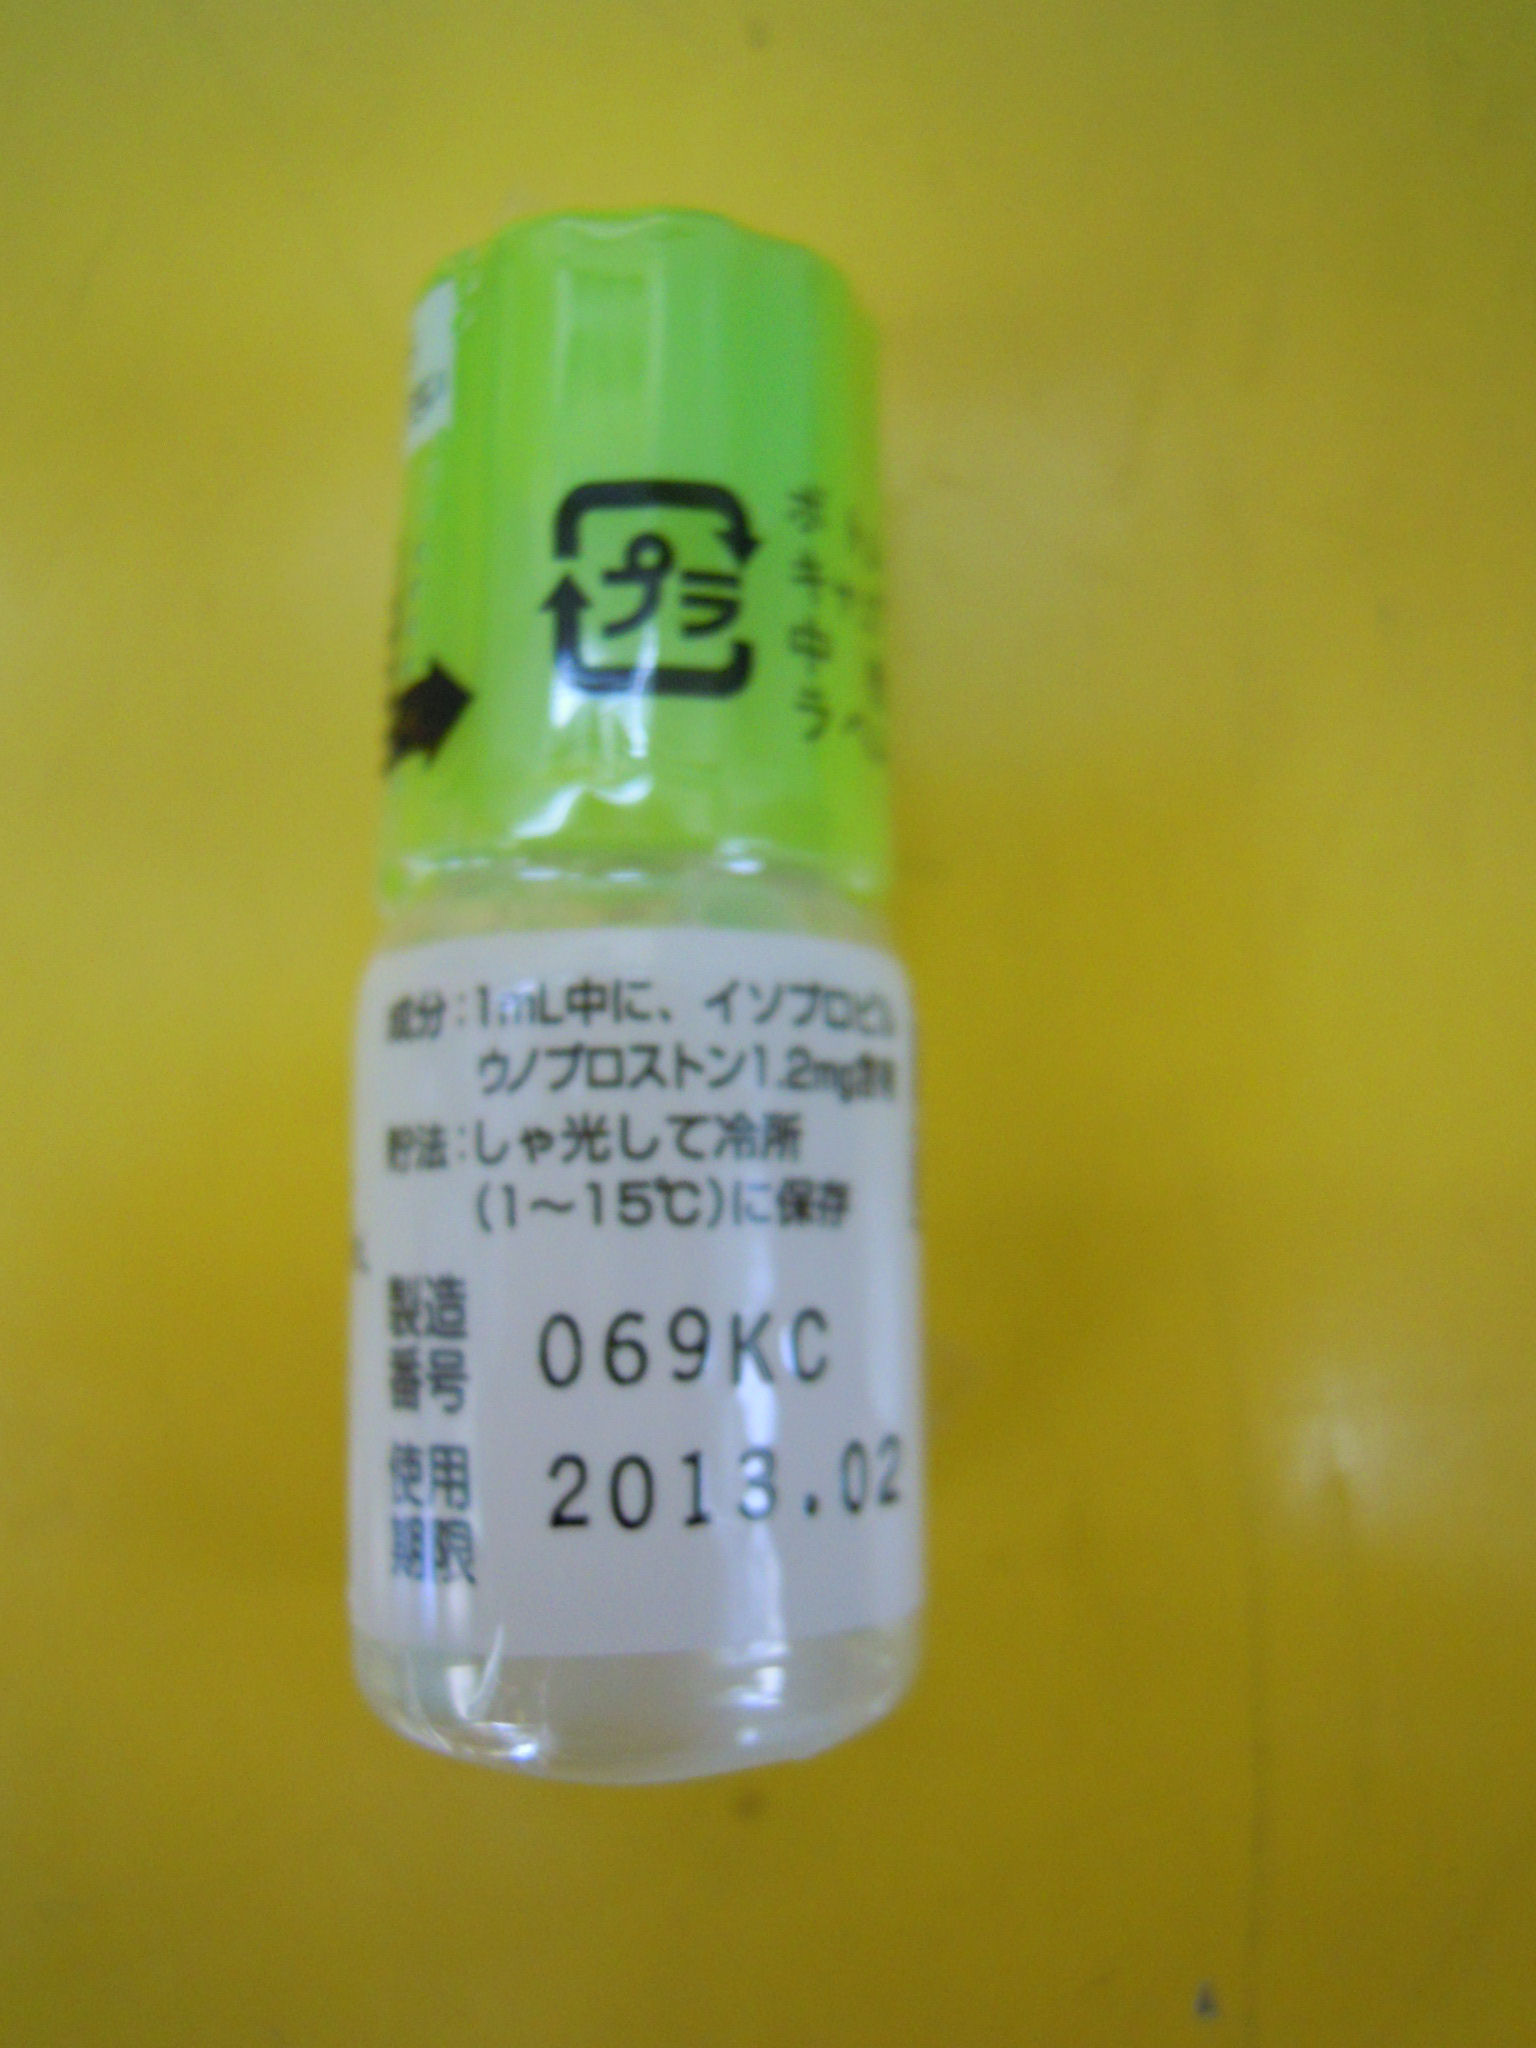 プラ
成分:1mL中に、イソプロピル
ウノプロストン1.2mg含有
貯法:しゃ光して冷所
(1〜15℃)に保存
製造
番号
069KC
使用
期限
2013.02